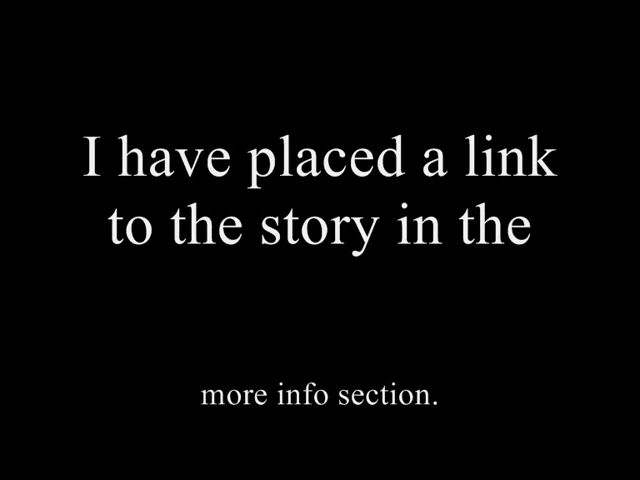 I have placed a link
to the story in the
more info section.